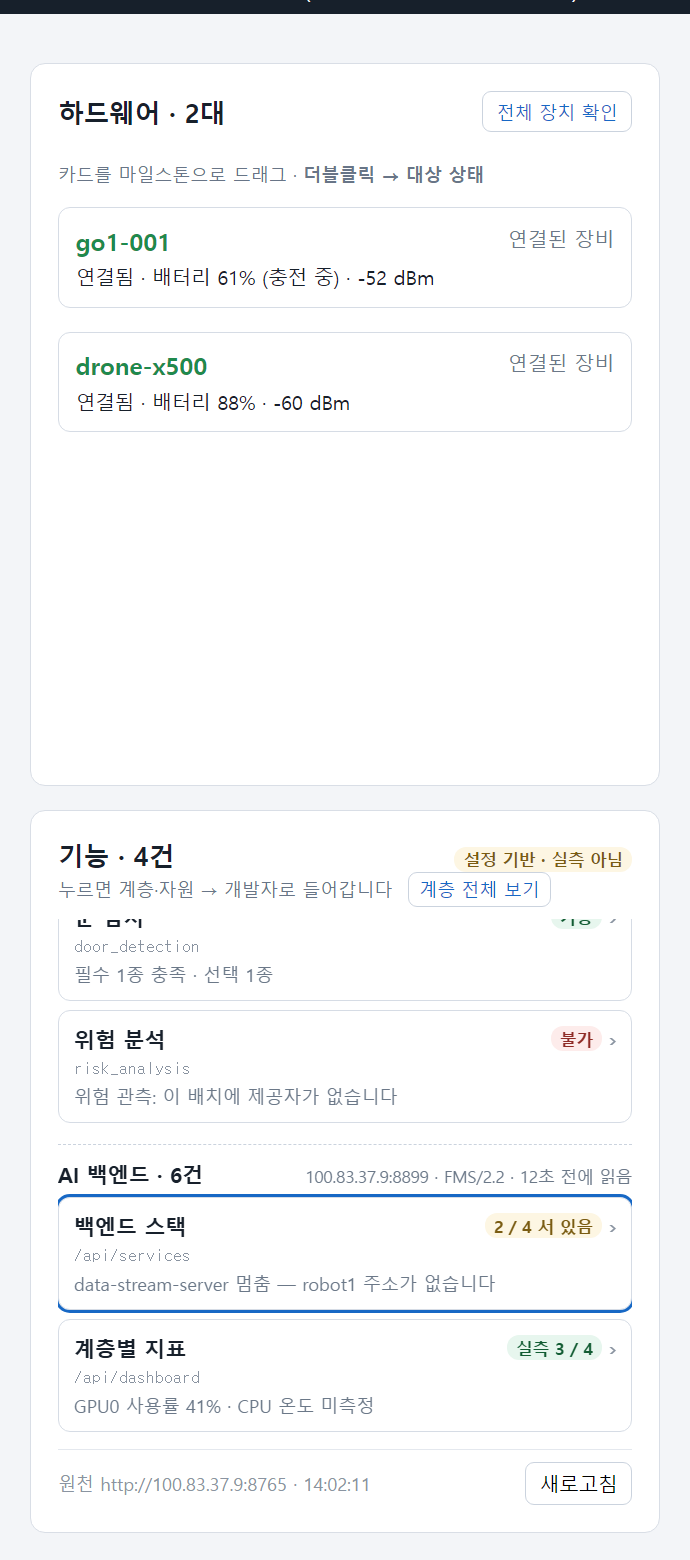 하드웨어 · 2대
전체 장치 확인
카드를 마일스톤으로 드래그 · 더블클릭 → 대상 상태
go1-001
연결된 장비
연결됨 · 배터리 61% (충전 중) · -52 dBm
drone-x500
연결된 장비
연결됨 · 배터리 88% · -60 dBm
기능 · 4건
설정 기반 · 실측 아님
누르면 계층·자원 → 개발자로 들어갑니다
계층 전체 보기
door_detection
필수 1종 충족 · 선택 1종
위험 분석
불가 ›
risk_analysis
위험 관측: 이 배치에 제공자가 없습니다
AI 백엔드 · 6건
100.83.37.9:8899 · FMS/2.2 · 12초 전에 읽음
백엔드 스택
2 / 4 서 있음 ›
/api/services
data-stream-server 멈춤 — robot1 주소가 없습니다
계층별 지표
실측 3 / 4 ›
/api/dashboard
GPU0 사용률 41% · CPU 온도 미측정
원천 http://100.83.37.9:8765 · 14:02:11
새로고침